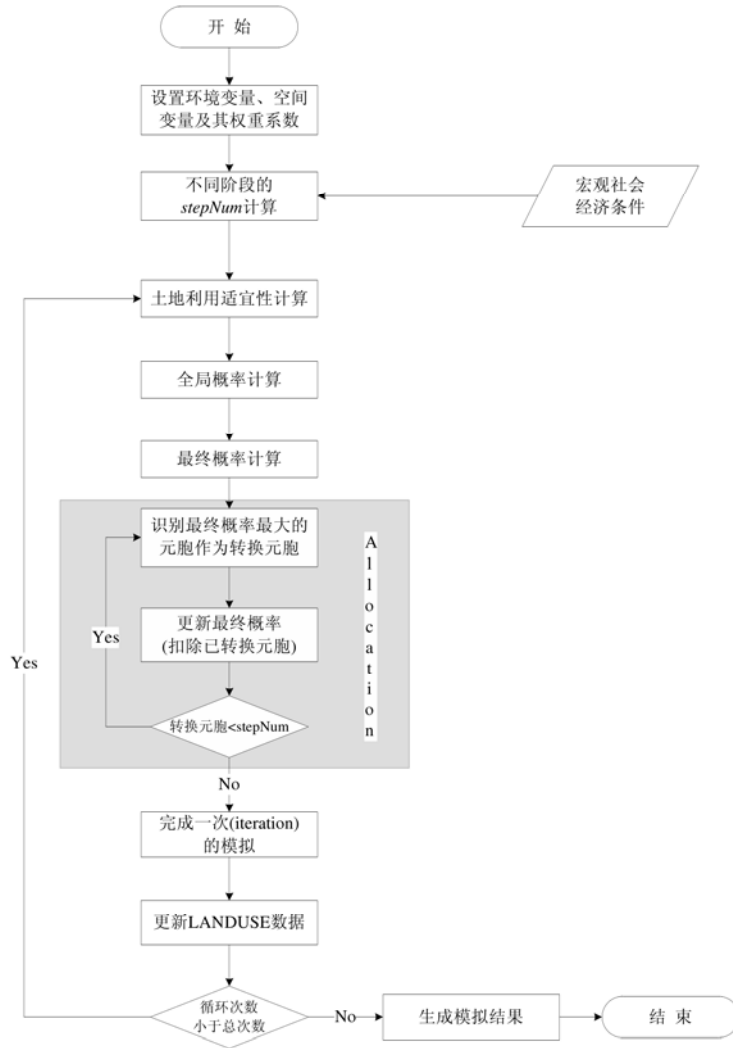 开 始
设置环境变量、空间
变量及其权重系数
不同阶段的
stepNum计算
宏观社会
经济条件
土地利用适宜性计算
全局概率计算
最终概率计算
识别最终概率最大的
元胞作为转换元胞
Allocation
更新最终概率
(扣除已转换元胞)
Yes
Yes
转换元胞<stepNum
No
完成一次(iteration)
的模拟
更新LANDUSE数据
循环次数
小于总次数
No
生成模拟结果
结 束